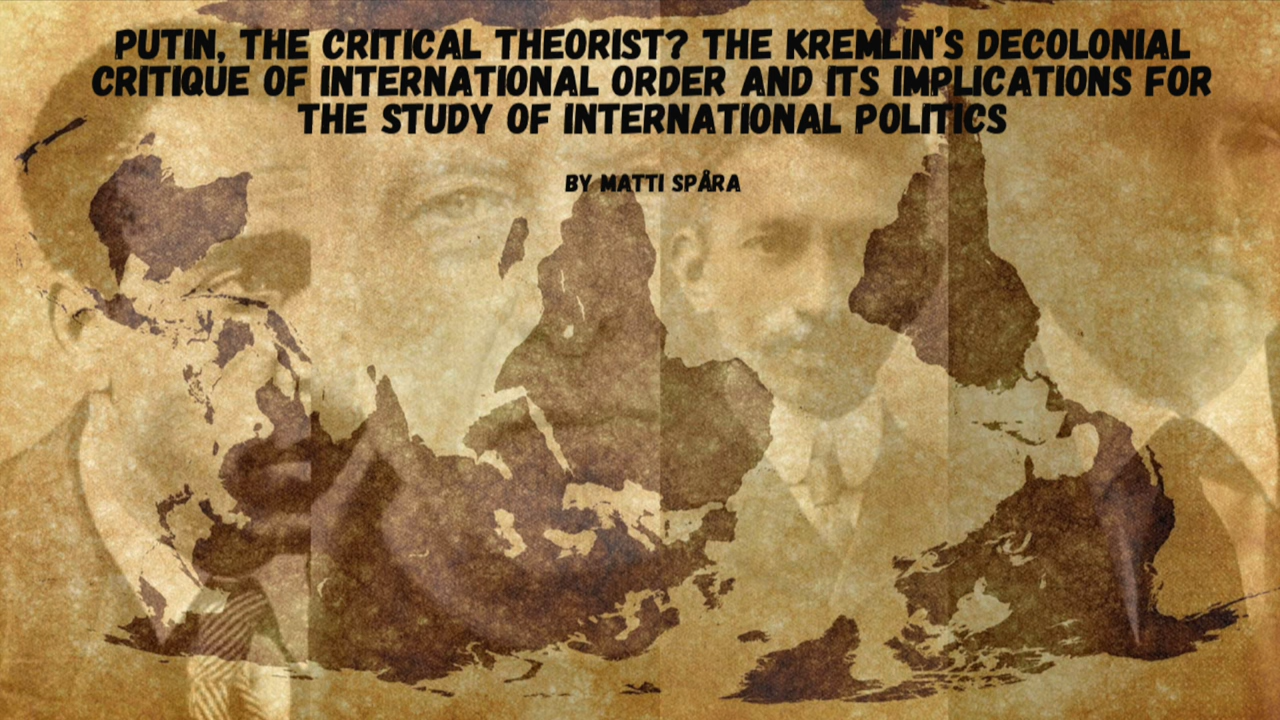 PUTIN, THE CRITICAL THEORIST? THE KREMLIN'S DECOLONIAL
CRITIQUE OF INTERNATIONAL ORDER AND ITS IMPLICATIONS FOR
THE STUDY OF INTERNATIONAL POLITICS
BY MATTI SPÅRA